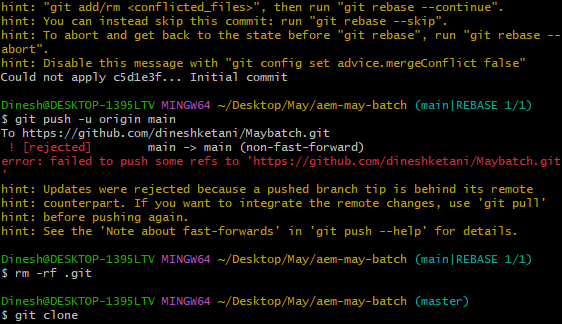 hint: "git add/rm <conflicted_files>", then run "git rebase --continue".
hint: You can instead skip this commit: run "git rebase --skip".
hint: To abort and get back to the state before "git rebase", run "git rebase --
abort".
hint: Disable this message with "git config set advice.mergeConflict false"
Could not apply c5d1e3f... Initial commit
Dinesh@DESKTOP-1395LTV MINGW64 ~/Desktop/May/aem-may-batch (main|REBASE 1/1)
$ git push -u origin main
To https://github.com/dineshketani/Maybatch.git
 ! [rejected]        main -> main (non-fast-forward)
error: failed to push some refs to 'https://github.com/dineshketani/Maybatch.git
'
hint: Updates were rejected because a pushed branch tip is behind its remote
hint: counterpart. If you want to integrate the remote changes, use 'git pull'
hint: before pushing again.
hint: See the 'Note about fast-forwards' in 'git push --help' for details.
Dinesh@DESKTOP-1395LTV MINGW64 ~/Desktop/May/aem-may-batch (main|REBASE 1/1)
$ rm -rf .git
Dinesh@DESKTOP-1395LTV MINGW64 ~/Desktop/May/aem-may-batch (master)
$ git clone